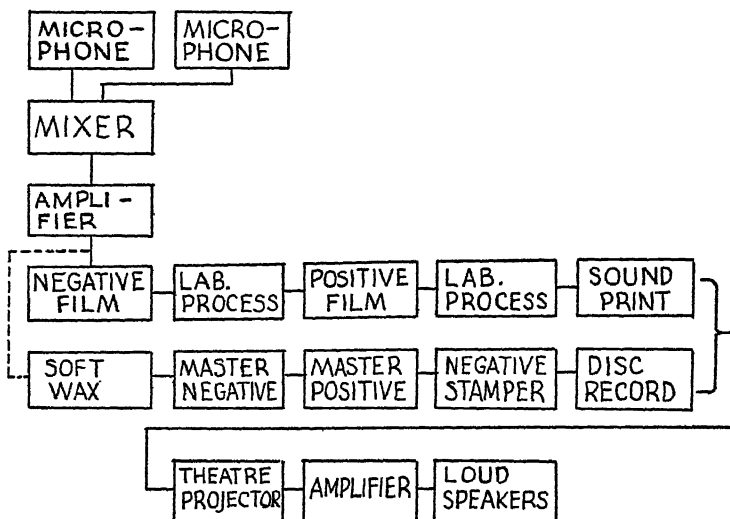 MICRO-
PHONE
MICRO-
PHONE
MIXER
AMPLI-
FIER
NEGATIVE
FILM
LAB.
PROCESS
POSITIVE
FILM
LAB.
PROCESS
SOUND
PRINT
SOFT
WAX
MASTER
NEGATIVE
MASTER
POSITIVE
NEGATIVE
STAMPER
DISC
RECORD
THEATRE
PROJECTOR
AMPLIFIER
LOUD
SPEAKERS